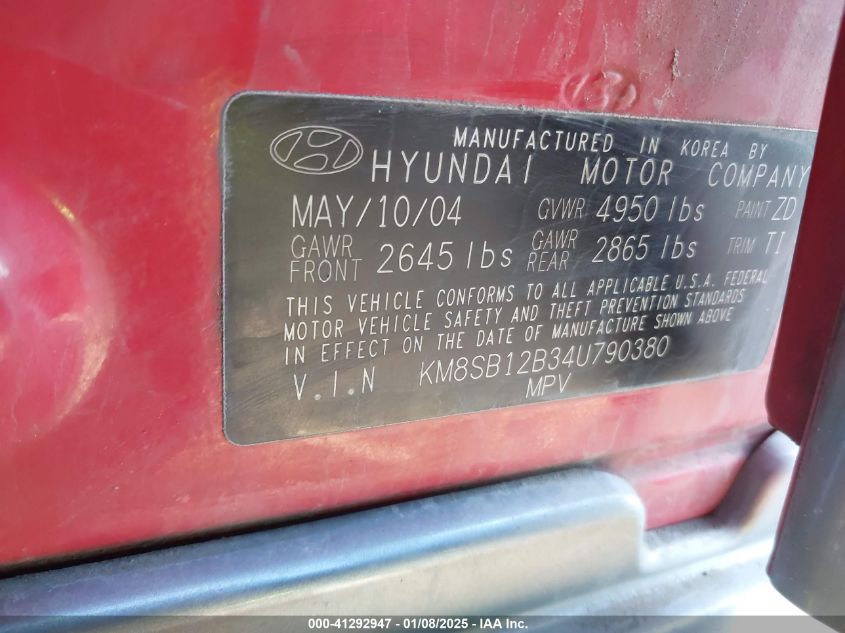 MANUFACTURED IN KOREA BY
HYUNDAI MOTOR COMPANY
MAY/10/04 GVWR 4950 lbs PAINT ZD
GAWR FRONT 2645 lbs GAWR REAR 2865 lbs TRIM TI
THIS VEHICLE CONFORMS TO ALL APPLICABLE U.S.A. FEDERAL
MOTOR VEHICLE SAFETY AND THEFT PREVENTION STANDARDS
IN EFFECT ON THE DATE OF MANUFACTURE SHOWN ABOVE
V.I.N KM8SB12B34U790380
MPV
000-41292947 - 01/08/2025 - IAA Inc.